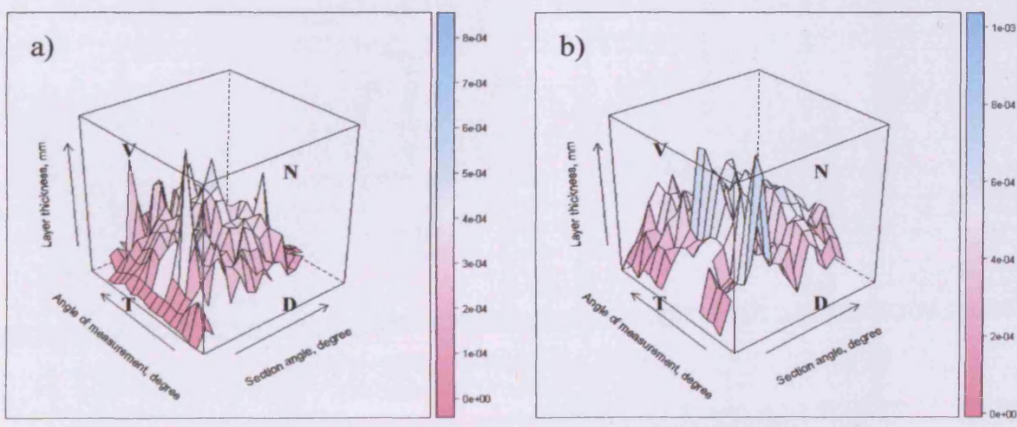 a)
V
N
T
D
Layer thickness, mm
Angle of measurement, degree
Section angle, degree
8e-04
7e-04
6e-04
5e-04
4e-04
3e-04
2e-04
1e-04
0e+00
b)
V
N
T
D
Layer thickness, mm
Angle of measurement, degree
Section angle, degree
1e-03
8e-04
6e-04
4e-04
2e-04
0e+00